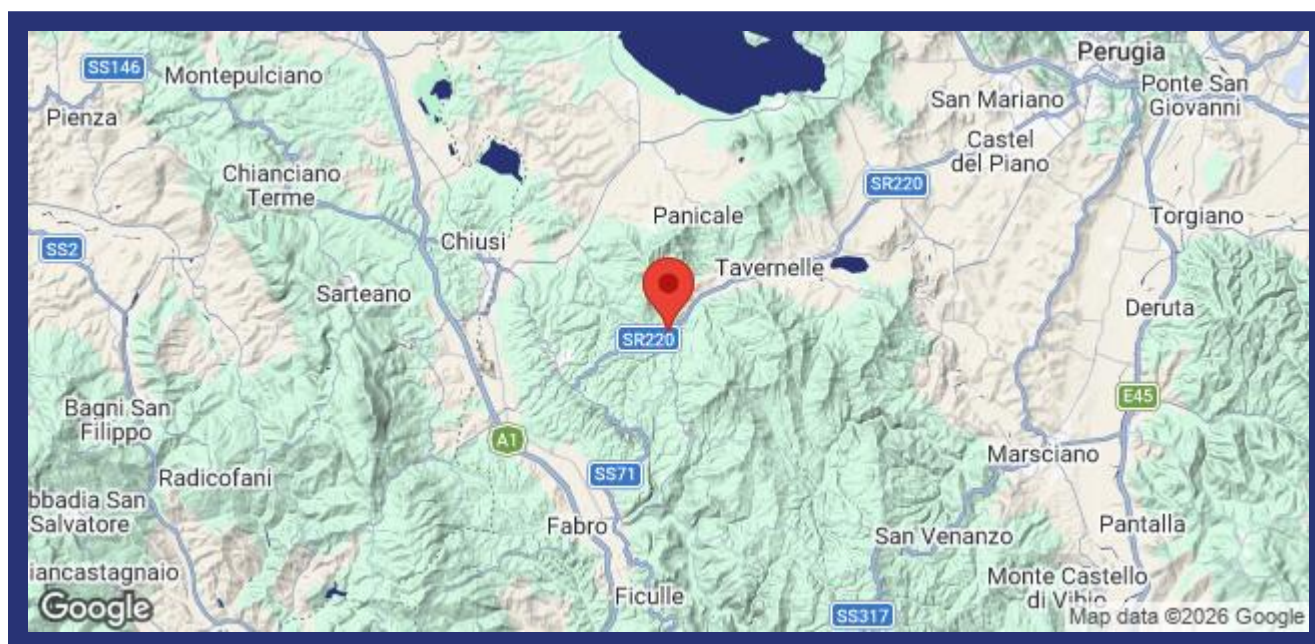 SS146
Montepulciano
Pienza
Perugia
Ponte San
Giovanni
San Mariano
Castel
del Piano
Chianciano
Terme
SR220
Panicale
Torgiano
SS2
Chiusi
Tavernelle
Sarteano
Deruta
SR220
Bagni San
Filippo
E45
A1
Marsciano
Radicofani
SS71
bbadia San
Salvatore
Fabro
San Venanzo
Pantalla
iancastagnaio
Ficulle
Monte Castello
di Vibio
Google
SS317
Map data ©2026 Google